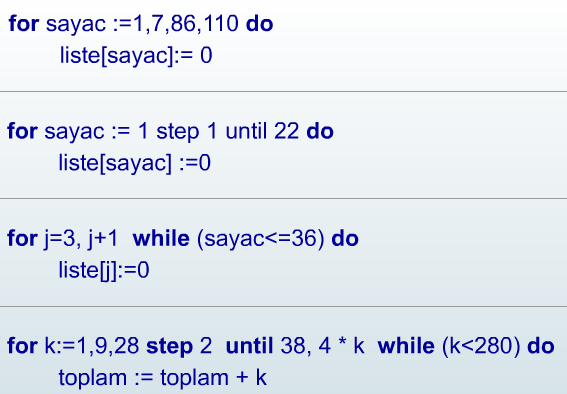 for sayac :=1,7,86,110 do
liste[sayac]:= 0
for sayac := 1 step 1 until 22 do
liste[sayac] :=0
for j=3, j+1 while (sayac<=36) do
liste[j]:=0
for k:=1,9,28 step 2 until 38, 4 * k while (k<280) do
toplam := toplam + k